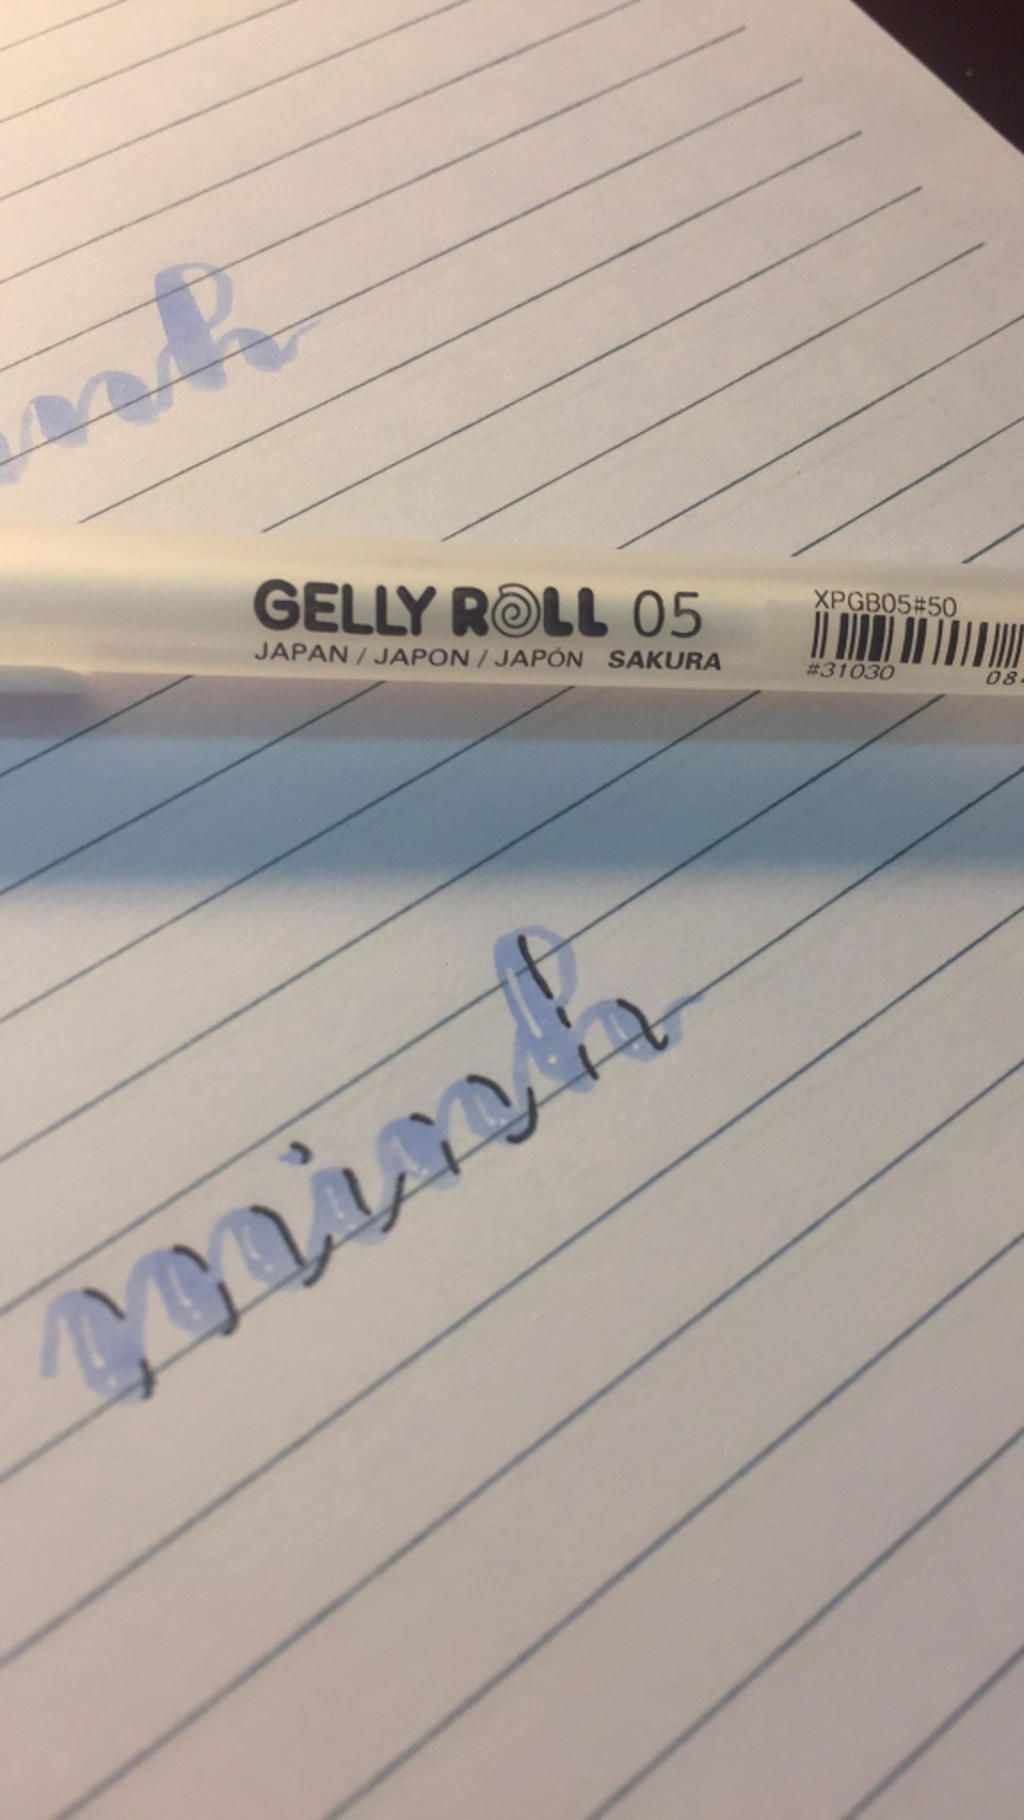 GELLY ROLL 05
JAPAN / JAPON / JAPÓN SAKURA
XPGB05#50
#31030
minh